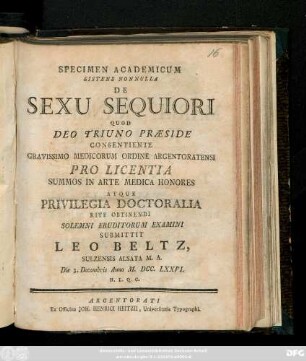 16
SPECIMEN ACADEMICUM
SISTENS NONNULLA
DE
SEXU SEQUIORI
QUOD
DEO TRIUNO PRÆSIDE
CONSENTIENTE
GRAVISSIMO MEDICORUM ORDINE ARGENTORATENSI
PRO LICENTIA
SUMMOS IN ARTE MEDICA HONORES
ATQUE
PRIVILEGIA DOCTORALIA
RITE OBTINENDI
SOLEMNI ERUDITORUM EXAMINI
SUBMITTIT
LEO BELTZ,
SULZENSIS ALSATA M. A.
Die 3. Decembris Anno M. DCC. LXXVI.
H. L. Q. C.
ARGENTORATI
Ex Officina JOH. HENRICI HEITZII, Universitatis Typographi.